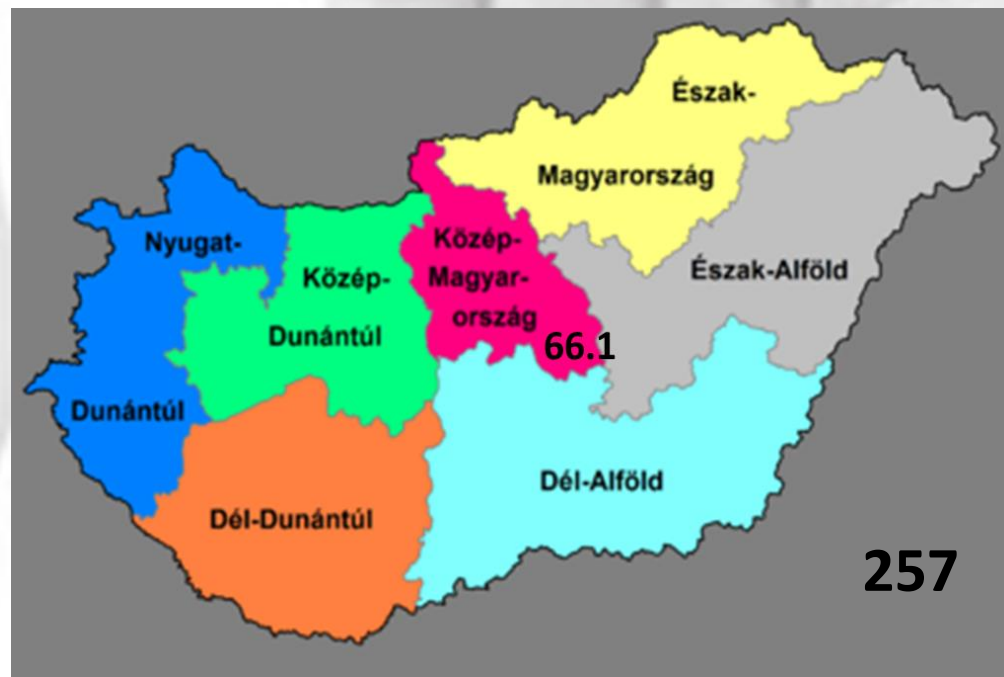 Észak-
Magyarország
Nyugat-
Dunántúl
Közép-
Dunántúl
Közép-
Magyar-
ország
66.1
Észak-Alföld
Dél-Alföld
Dél-Dunántúl
257